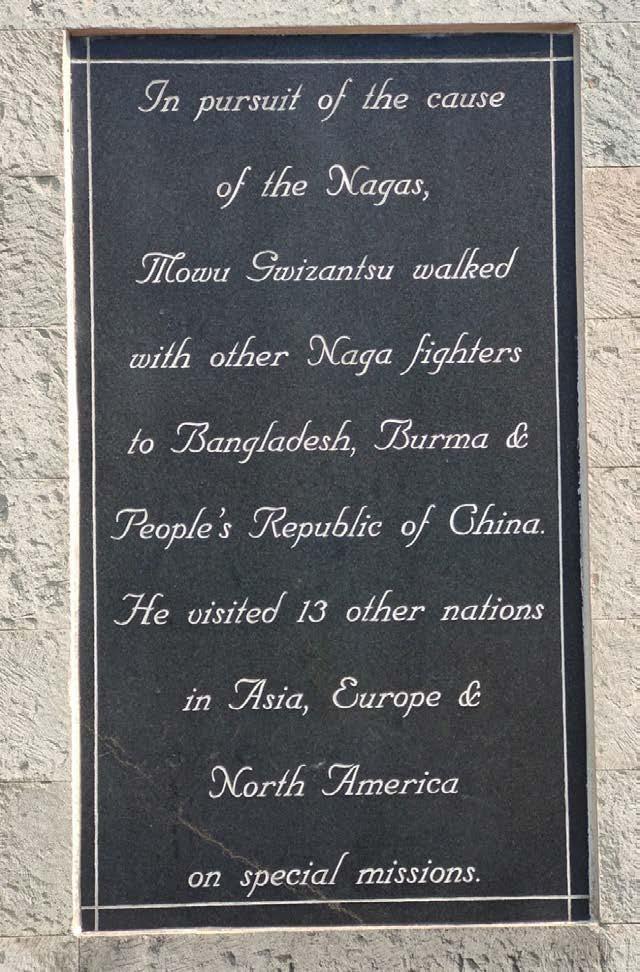 In pursuit of the cause
of the Nagas,
Mowu Gwizantsu walked
with other Naga fighters
to Bangladesh, Burma &
People's Republic of China.
He visited 13 other nations
in Asia, Europe &
North America
on special missions.